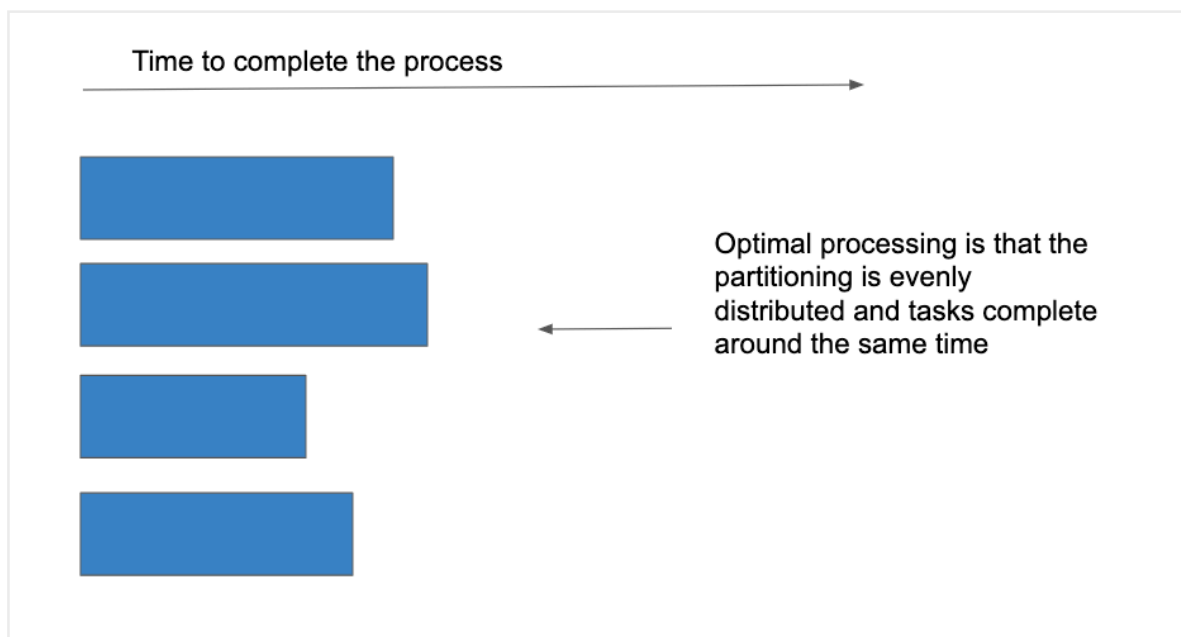 Time to complete the process
Optimal processing is that the
partitioning is evenly
distributed and tasks complete
around the same time